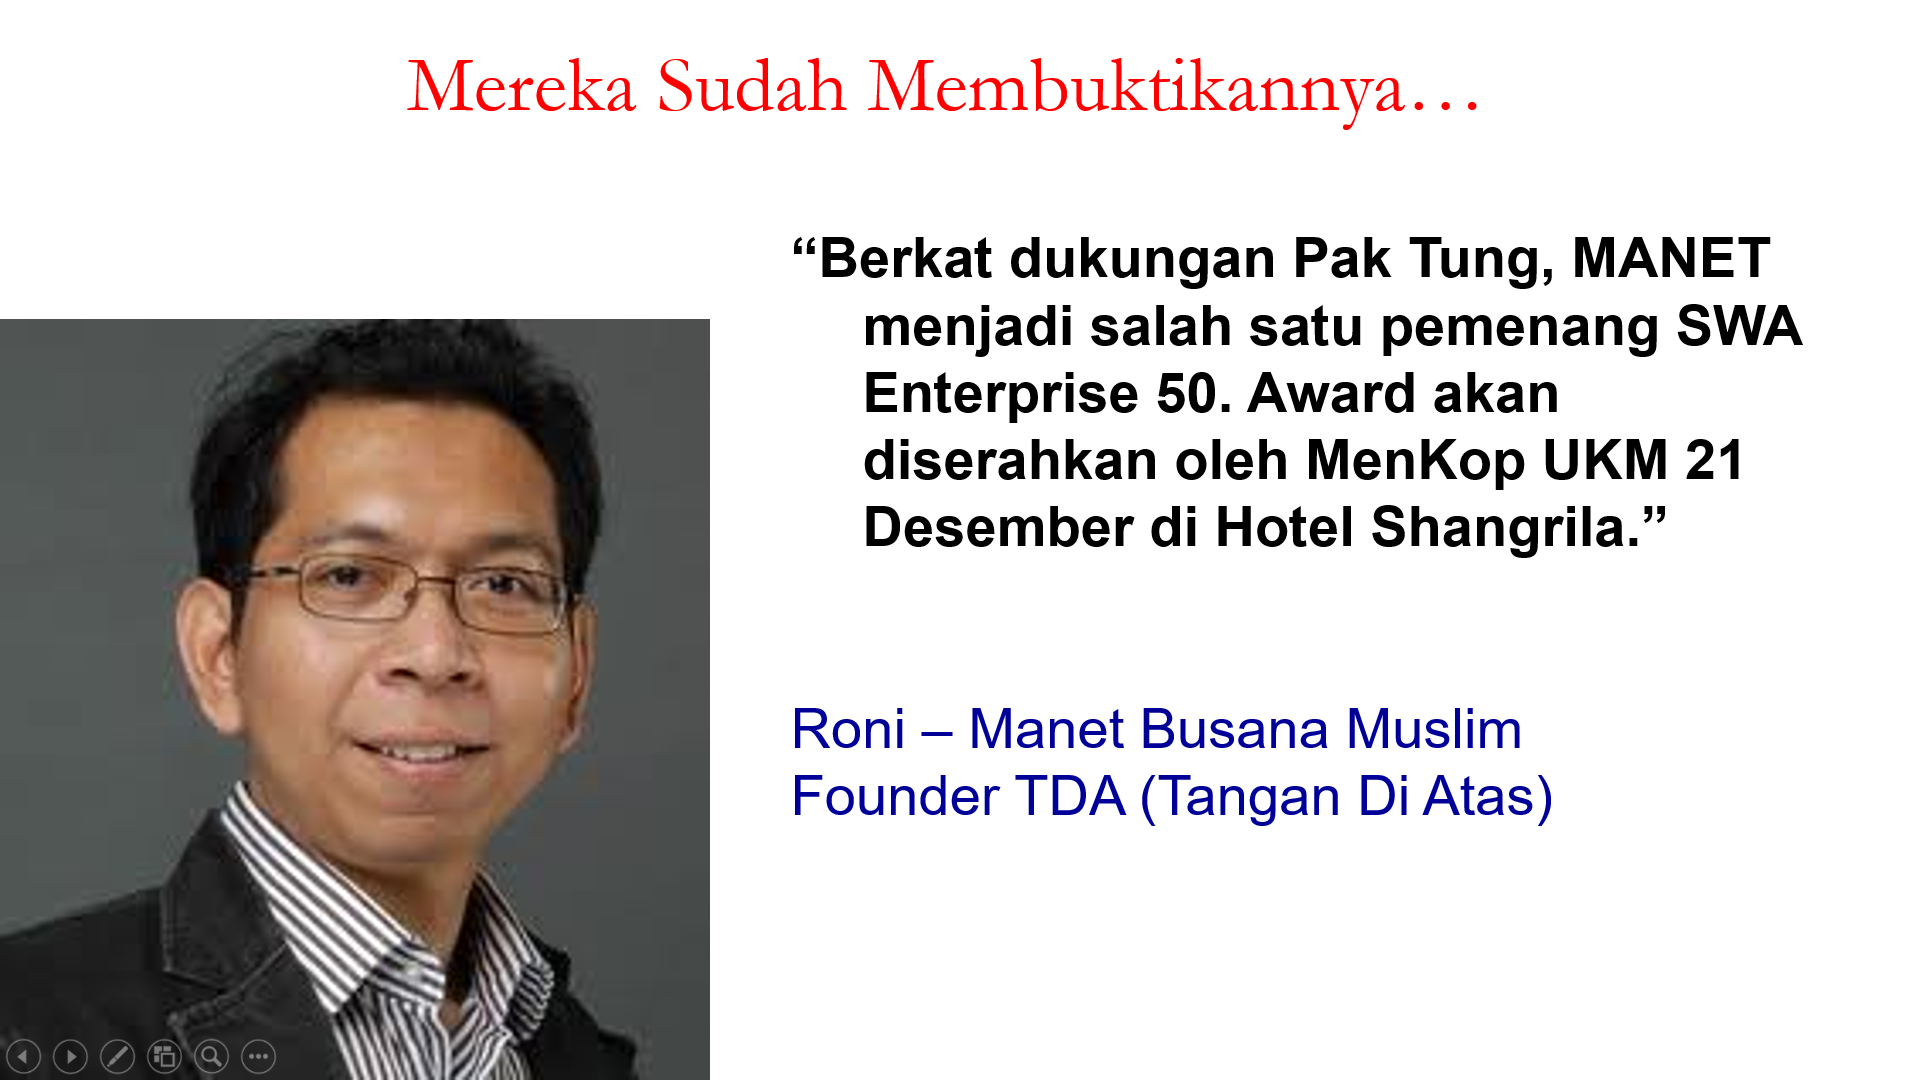 Mereka Sudah Membuktikannya…
“Berkat dukungan Pak Tung, MANET
menjadi salah satu pemenang SWA
Enterprise 50. Award akan
diserahkan oleh MenKop UKM 21
Desember di Hotel Shangrila.”
Roni – Manet Busana Muslim
Founder TDA (Tangan Di Atas)